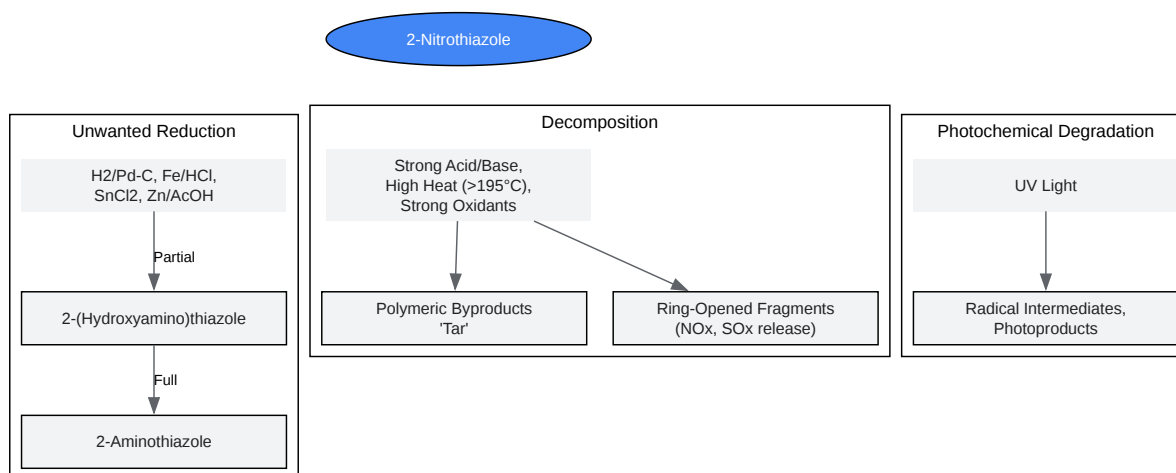 2-Nitrothiazole
Unwanted Reduction
H2/Pd-C, Fe/HCl,
SnCl2, Zn/AcOH
Partial
2-(Hydroxyamino)thiazole
Full
2-Aminothiazole
Decomposition
Strong Acid/Base,
High Heat (>195°C),
Strong Oxidants
Polymeric Byproducts
'Tar'
Ring-Opened Fragments
(NOx, SOx release)
Photochemical Degradation
UV Light
Radical Intermediates,
Photoproducts